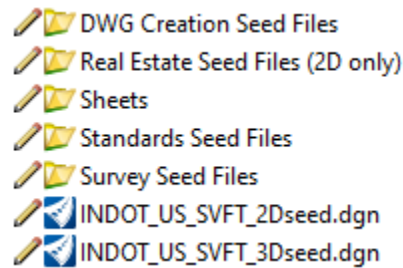 DWG Creation Seed Files
Real Estate Seed Files (2D only)
Sheets
Standards Seed Files
Survey Seed Files
INDOT_US_SVFT_2Dseed.dgn
INDOT_US_SVFT_3Dseed.dgn